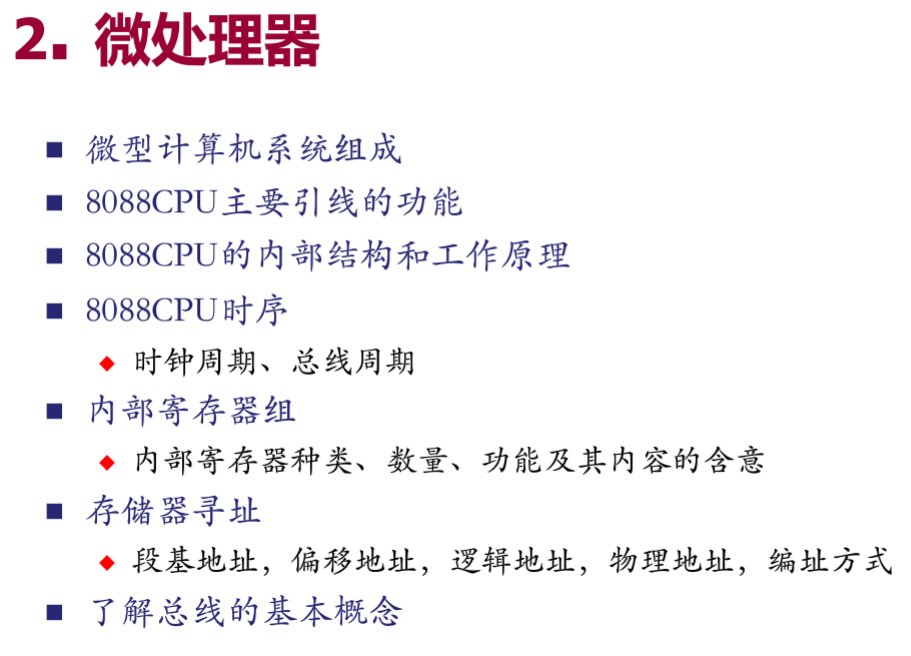 2. 微处理器
微型计算机系统组成
8088CPU主要引线的功能
8088CPU的内部结构和工作原理
8088CPU时序
时钟周期、总线周期
内部寄存器组
内部寄存器种类、数量、功能及其内容的含意
存储器寻址
段基地址，偏移地址，逻辑地址，物理地址，编址方式
了解总线的基本概念